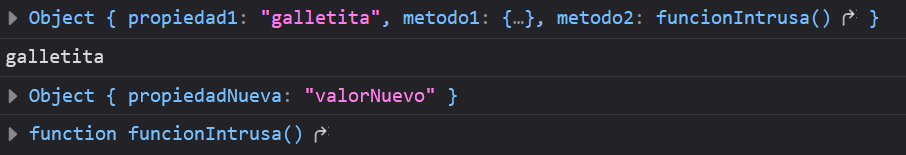 Object { propiedad1: "galletita", metodo1: {…}, metodo2: funcionIntrusa() }
galletita
Object { propiedadNueva: "valorNuevo" }
function funcionIntrusa()